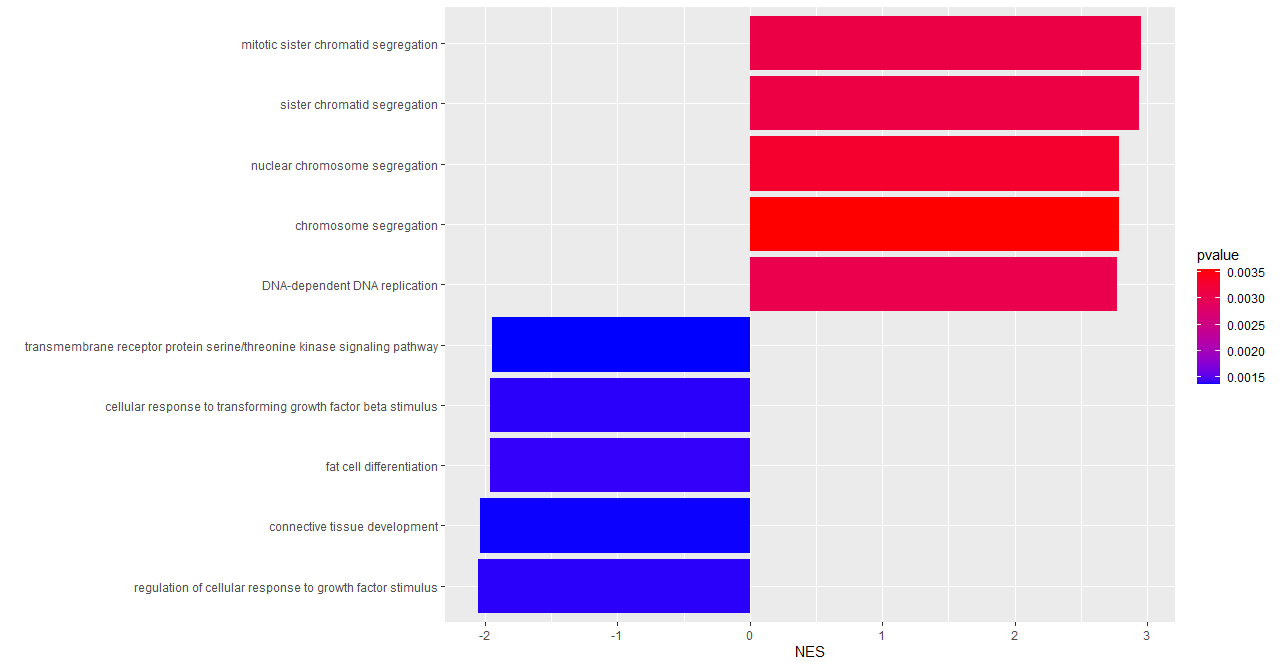 mitotic sister chromatid segregation
sister chromatid segregation
nuclear chromosome segregation
chromosome segregation
DNA-dependent DNA replication
transmembrane receptor protein serine/threonine kinase signaling pathway
cellular response to transforming growth factor beta stimulus
fat cell differentiation
connective tissue development
regulation of cellular response to growth factor stimulus
-2 -1 0 1 2 3
NES
pvalue
0.0035
0.0030
0.0025
0.0020
0.0015